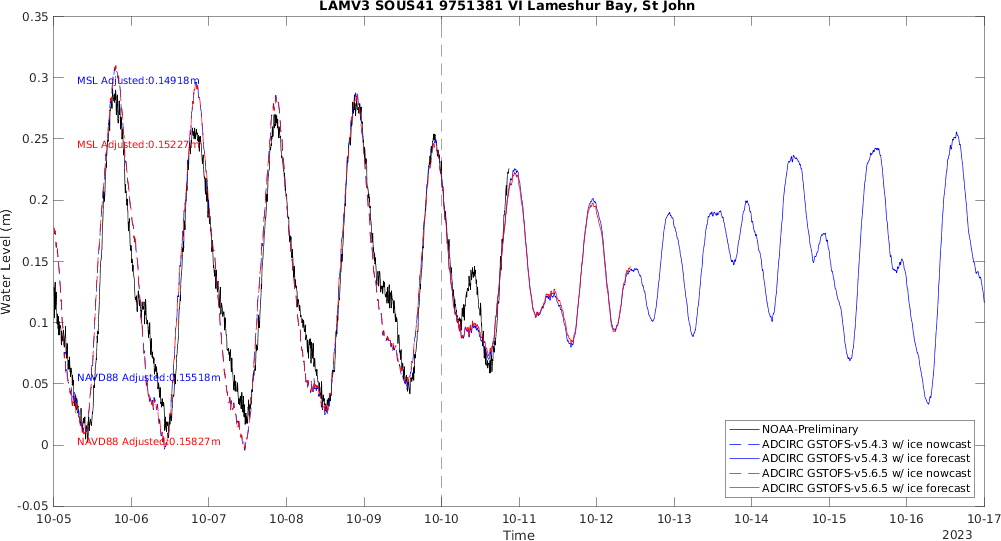 LAMV3 SOUS41 9751381 VI Lameshur Bay, St John
0.35
0.3
0.25
0.2
0.15
0.1
0.05
0
-0.05
Water Level (m)
MSL Adjusted:0.14918m
MSL Adjusted:0.15227m
NAVD88 Adjusted:0.15518m
NAVD88 Adjusted:0.15827m
NOAA-Preliminary
ADCIRC GSTOFS-v5.4.3 w/ ice nowcast
ADCIRC GSTOFS-v5.4.3 w/ ice forecast
ADCIRC GSTOFS-v5.6.5 w/ ice nowcast
ADCIRC GSTOFS-v5.6.5 w/ ice forecast
10-05 10-06 10-07 10-08 10-09 10-10 10-11 10-12 10-13 10-14 10-15 10-16 10-17
Time
2023